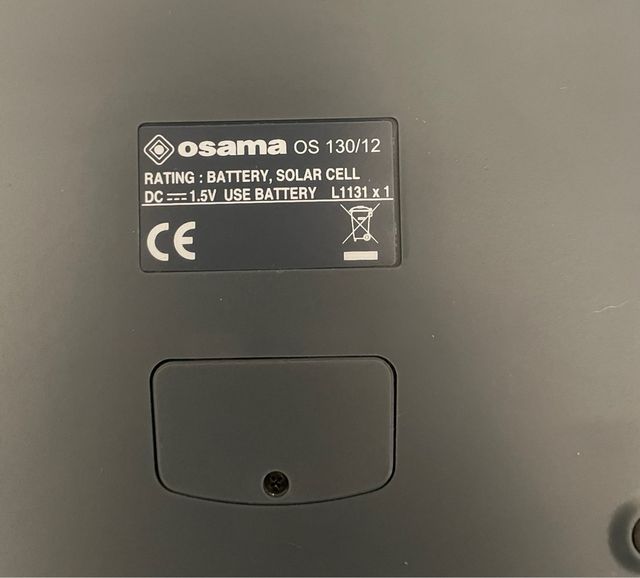 osama OS 130/12
RATING : BATTERY, SOLAR CELL
DC 1.5V USE BATTERY L1131 x 1
CE